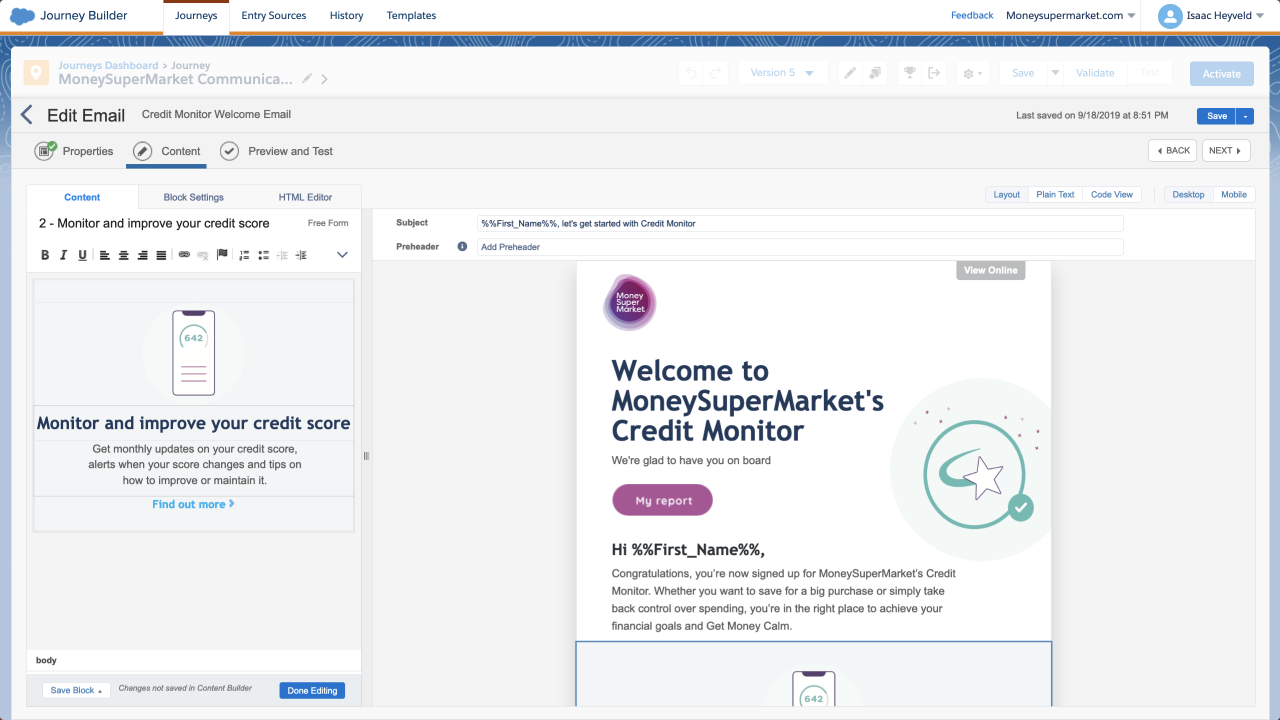 Journey Builder
Journeys
Entry Sources
History
Templates
Feedback
Moneysupermarket.com
Isaac Heyveld
Journeys Dashboard > Journey
MoneySuperMarket Communica...
Version 5
Save
Validate
Test
Activate
Edit Email
Credit Monitor Welcome Email
Last saved on 9/18/2019 at 8:51 PM
Save
Properties
Content
Preview and Test
BACK
NEXT
Content
Block Settings
HTML Editor
Layout
Plain Text
Code View
Desktop
Mobile
2 - Monitor and improve your credit score
Free Form
B I U
642
Monitor and improve your credit score
Get monthly updates on your credit score,
alerts when your score changes and tips on
how to improve or maintain it.
Find out more
body
Save Block
Changes not saved in Content Builder
Done Editing
Subject
%%First_Name%%, let's get started with Credit Monitor
Preheader
Add Preheader
View Online
Money
Super
Market
Welcome to
MoneySuperMarket's
Credit Monitor
We're glad to have you on board
My report
Hi %%First_Name%%,
Congratulations, you're now signed up for MoneySuperMarket's Credit
Monitor. Whether you want to save for a big purchase or simply take
back control over spending, you're in the right place to achieve your
financial goals and Get Money Calm.
642